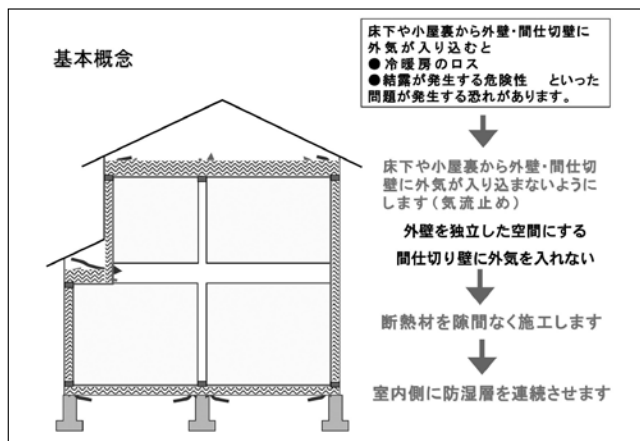 基本概念
床下や小屋裏から外壁・間仕切壁に
外気が入り込むと
●冷暖房のロス
●結露が発生する危険性　といった
問題が発生する恐れがあります。
床下や小屋裏から外壁・間仕切
壁に外気が入り込まないように
します(気流止め)
外壁を独立した空間にする
間仕切り壁に外気を入れない
断熱材を隙間なく施工します
室内側に防湿層を連続させます